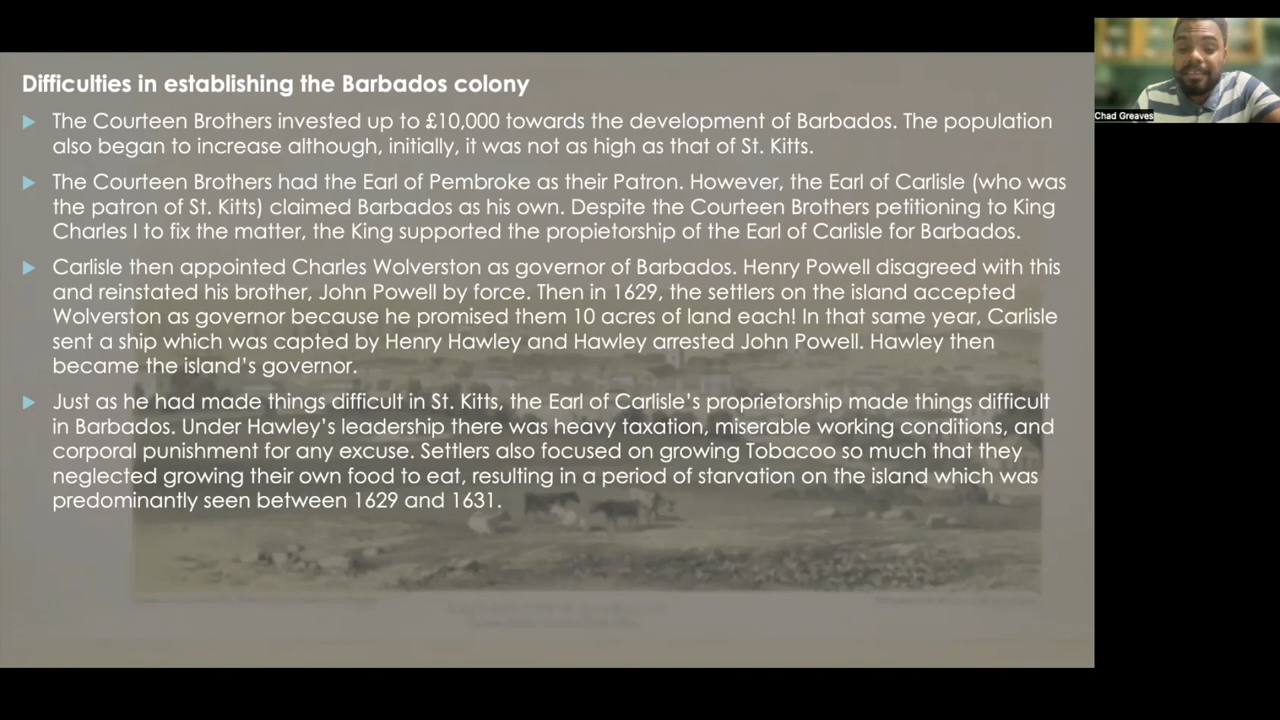 Difficulties in establishing the Barbados colony
The Courteen Brothers invested up to £10,000 towards the development of Barbados. The population
also began to increase although, initially, it was not as high as that of St. Kitts.
The Courteen Brothers had the Earl of Pembroke as their Patron. However, the Earl of Carlisle (who was
the patron of St. Kitts) claimed Barbados as his own. Despite the Courteen Brothers petitioning to King
Charles I to fix the matter, the King supported the propietorship of the Earl of Carlisle for Barbados.
Carlisle then appointed Charles Wolverston as governor of Barbados. Henry Powell disagreed with this
and reinstated his brother, John Powell by force. Then in 1629, the settlers on the island accepted
Wolverston as governor because he promised them 10 acres of land each! In that same year, Carlisle
sent a ship which was capted by Henry Hawley and Hawley arrested John Powell. Hawley then
became the island's governor.
Just as he had made things difficult in St. Kitts, the Earl of Carlisle's proprietorship made things difficult
in Barbados. Under Hawley's leadership there was heavy taxation, miserable working conditions, and
corporal punishment for any excuse. Settlers also focused on growing Tobacoo so much that they
neglected growing their own food to eat, resulting in a period of starvation on the island which was
predominantly seen between 1629 and 1631.
Chad Greaves